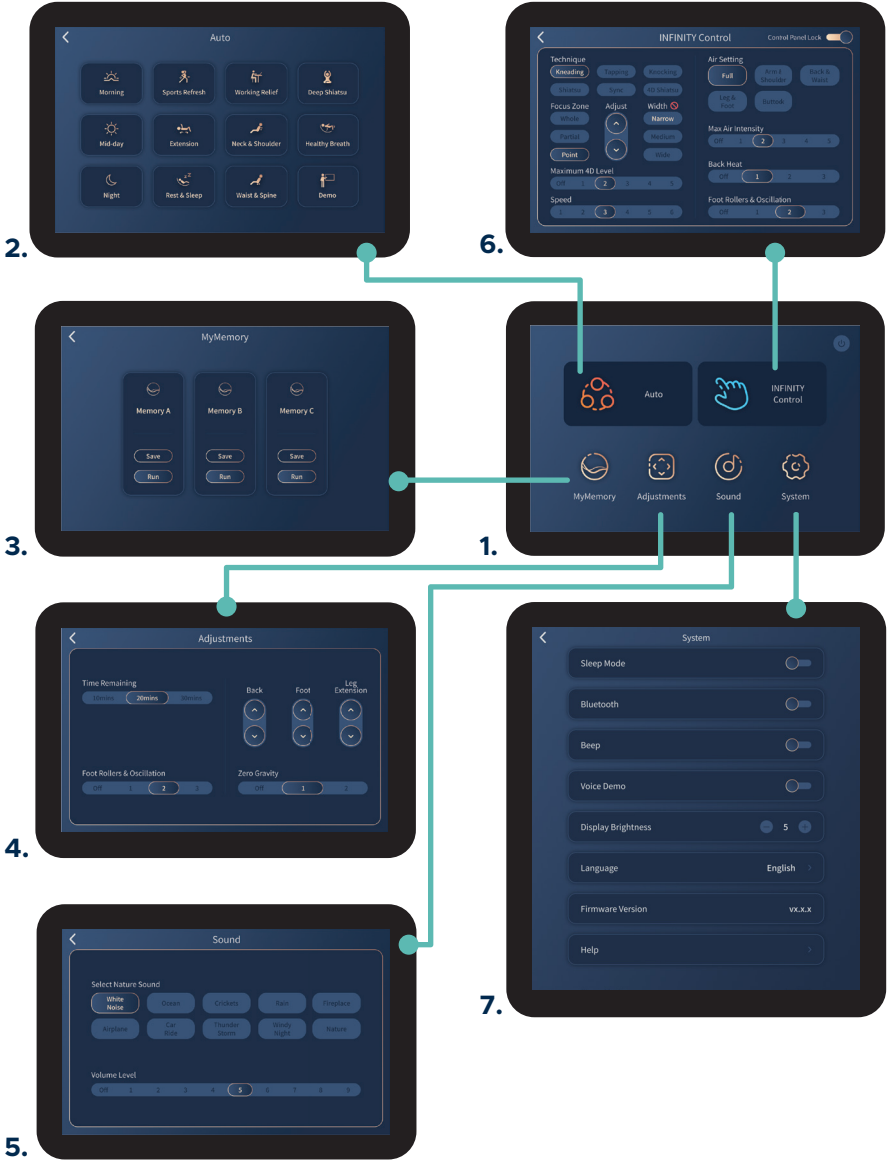 Auto
Morning
Sports Refresh
Working Relief
Deep Shiatsu
Mid-day
Extension
Neck & Shoulder
Healthy Breath
Night
Rest & Sleep
Waist & Spine
Demo
2.
INFINITY Control
Control Panel Lock
Technique
Kneading
Tapping
Knocking
Shiatsu
Sync
4D Shiatsu
Focus Zone
Adjust
Width
Whole
Narrow
Partial
Medium
Point
Wide
Maximum 4D Level
Off 1 2 3 4 5
Speed
1 2 3 4 5 6
Air Setting
Full
Arm &
Shoulder
Back &
Waist
Leg &
Foot
Buttock
Max Air Intensity
Off 1 2 3 4 5
Back Heat
Off 1 2 3
Foot Rollers & Oscillation
Off 1 2 3
6.
MyMemory
Memory A
Memory B
Memory C
Save
Save
Save
Run
Run
Run
3.
Auto
INFINITY
Control
MyMemory
Adjustments
Sound
System
1.
Adjustments
Time Remaining
10mins 20mins 30mins
Back
Foot
Leg
Extension
Foot Rollers & Oscillation
Off 1 2 3
Zero Gravity
Off 1 2
4.
Sound
Select Nature Sound
White
Noise
Ocean
Crickets
Rain
Fireplace
Airplane
Car
Ride
Thunder
Storm
Windy
Night
Nature
Volume Level
Off 1 2 3 4 5 6 7 8 9
5.
System
Sleep Mode
Bluetooth
Beep
Voice Demo
Display Brightness
5
Language
English
Firmware Version
vx.x.x
Help
7.